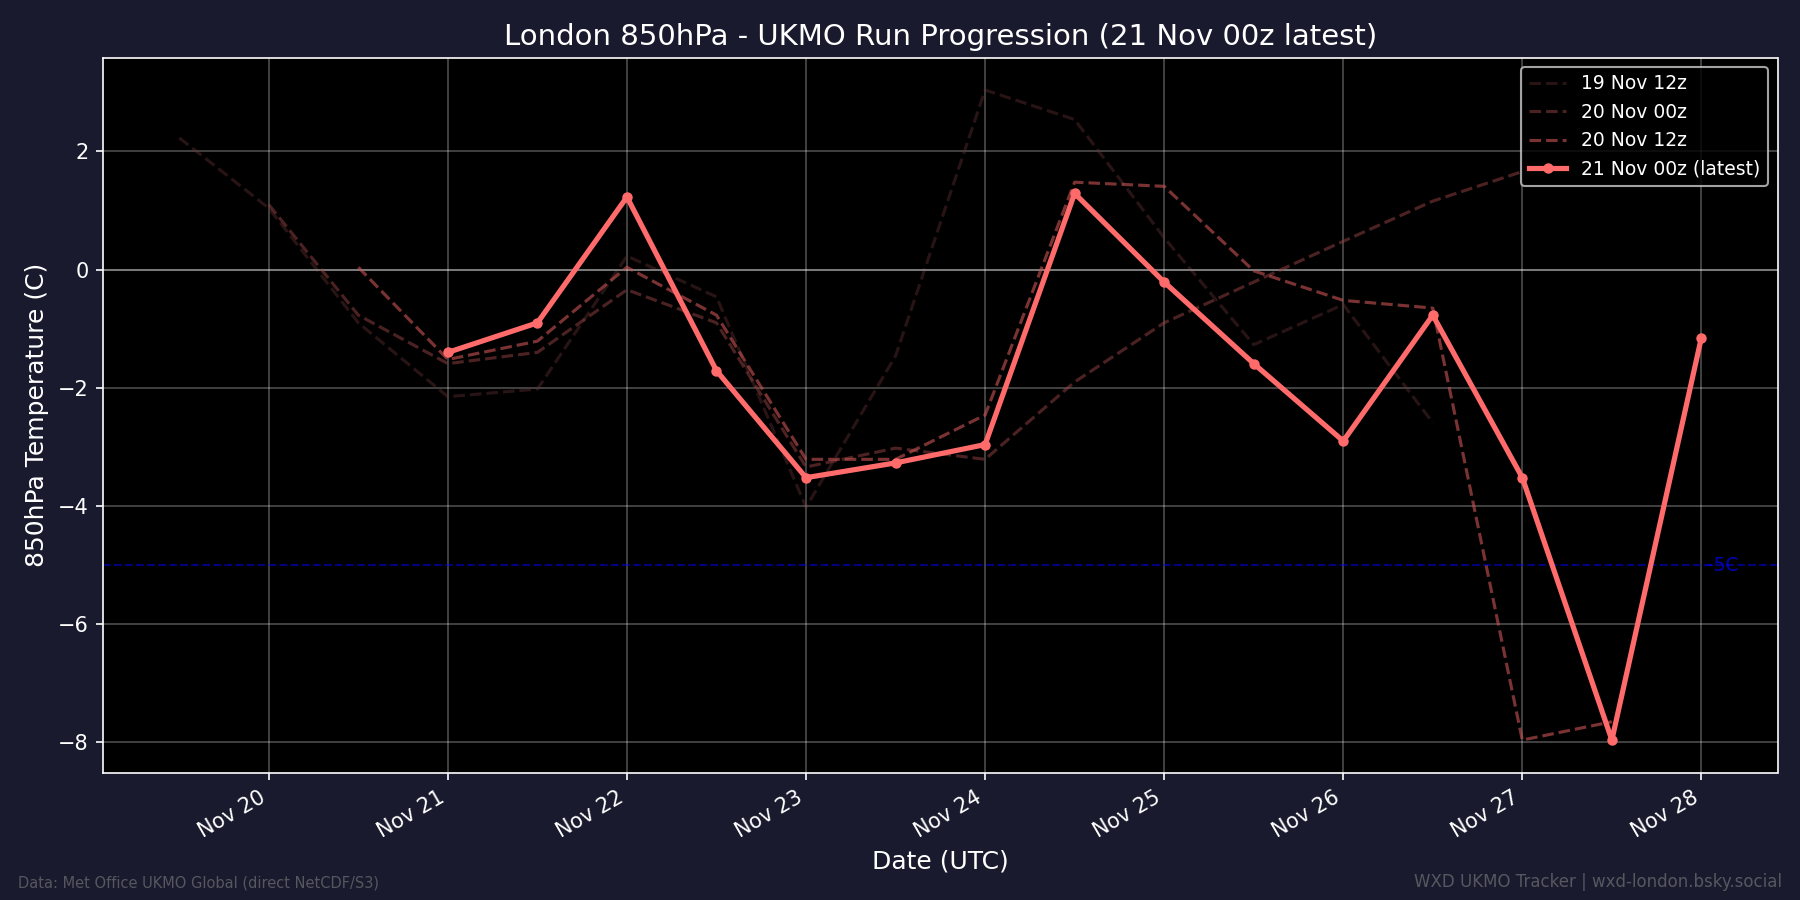 London 850hPa - UKMO Run Progression (21 Nov 00z latest)
19 Nov 12z
20 Nov 00z
20 Nov 12z
21 Nov 00z (latest)
850hPa Temperature (C)
2
0
−2
−4
−6
−8
-5C
Nov 20
Nov 21
Nov 22
Nov 23
Nov 24
Nov 25
Nov 26
Nov 27
Nov 28
Date (UTC)
Data: Met Office UKMO Global (direct NetCDF/S3)
WXD UKMO Tracker | wxd-london.bsky.social